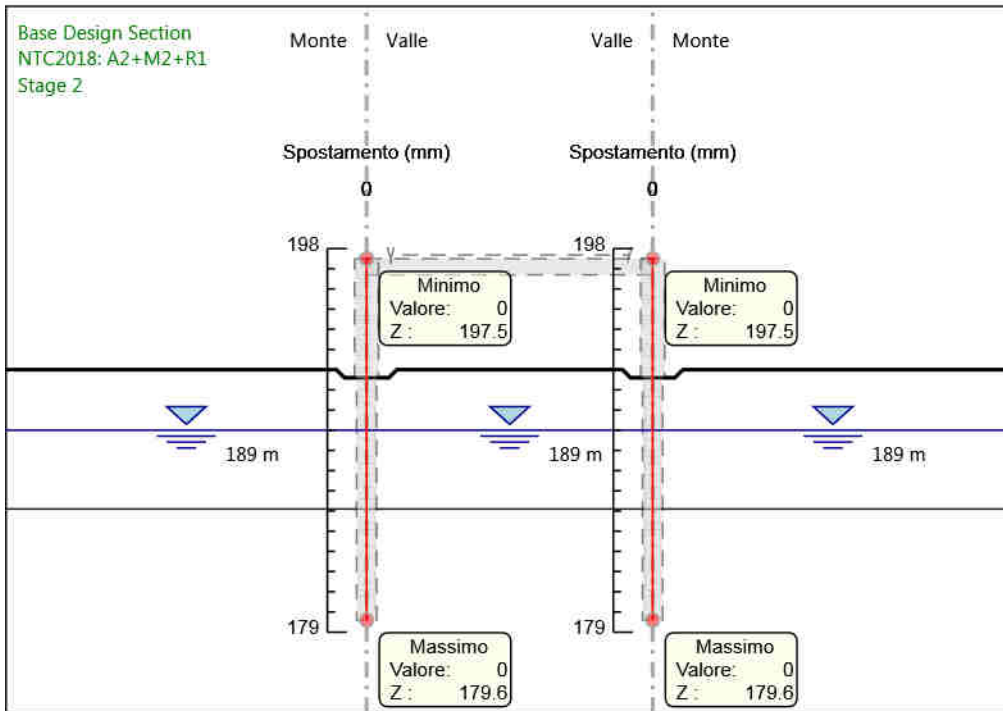 Base Design Section
NTC2018: A2+M2+R1
Stage 2
Monte Valle Valle Monte
Spostamento (mm) Spostamento (mm)
0 0
198 198
Minimo Minimo
Valore: 0 Valore: 0
Z : 197.5 Z : 197.5
189 m 189 m 189 m
179 179
Massimo Massimo
Valore: 0 Valore: 0
Z : 179.6 Z : 179.6